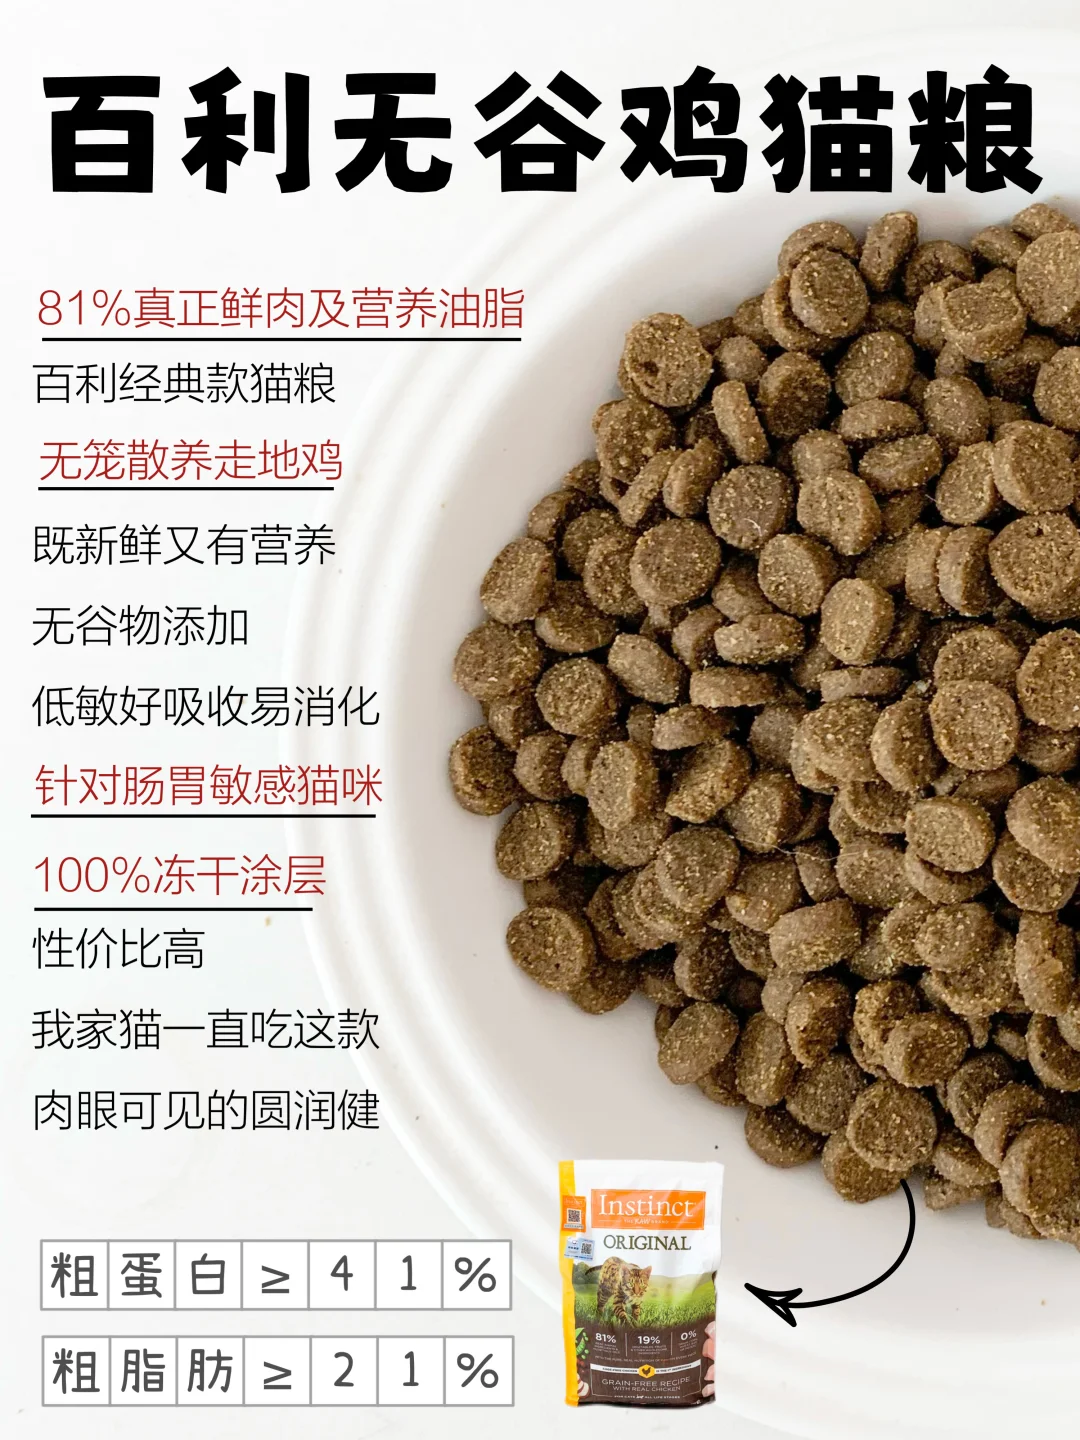 百利无谷鸡猫粮
81%真正鲜肉及营养油脂
百利经典款猫粮
无笼散养走地鸡
既新鲜又有营养
无谷物添加
低敏好吸收易消化
针对肠胃敏感猫咪
100%冻干涂层
性价比高
我家猫一直吃这款
肉眼可见的圆润健
粗蛋白≥41%
粗脂肪≥21%
Instinct
ORIGINAL
81% 19% 0%
GRAIN-FREE RECIPE
WITH REAL CHICKEN